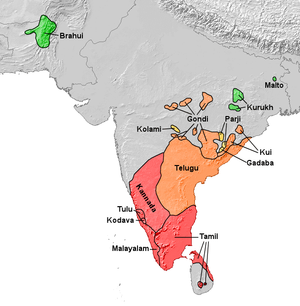 Brahui
Malto
Kurukh
Gondi
Parji
Kolami
Kui
Gadaba
Telugu
Kannada
Tulu
Kodava
Tamil
Malayalam